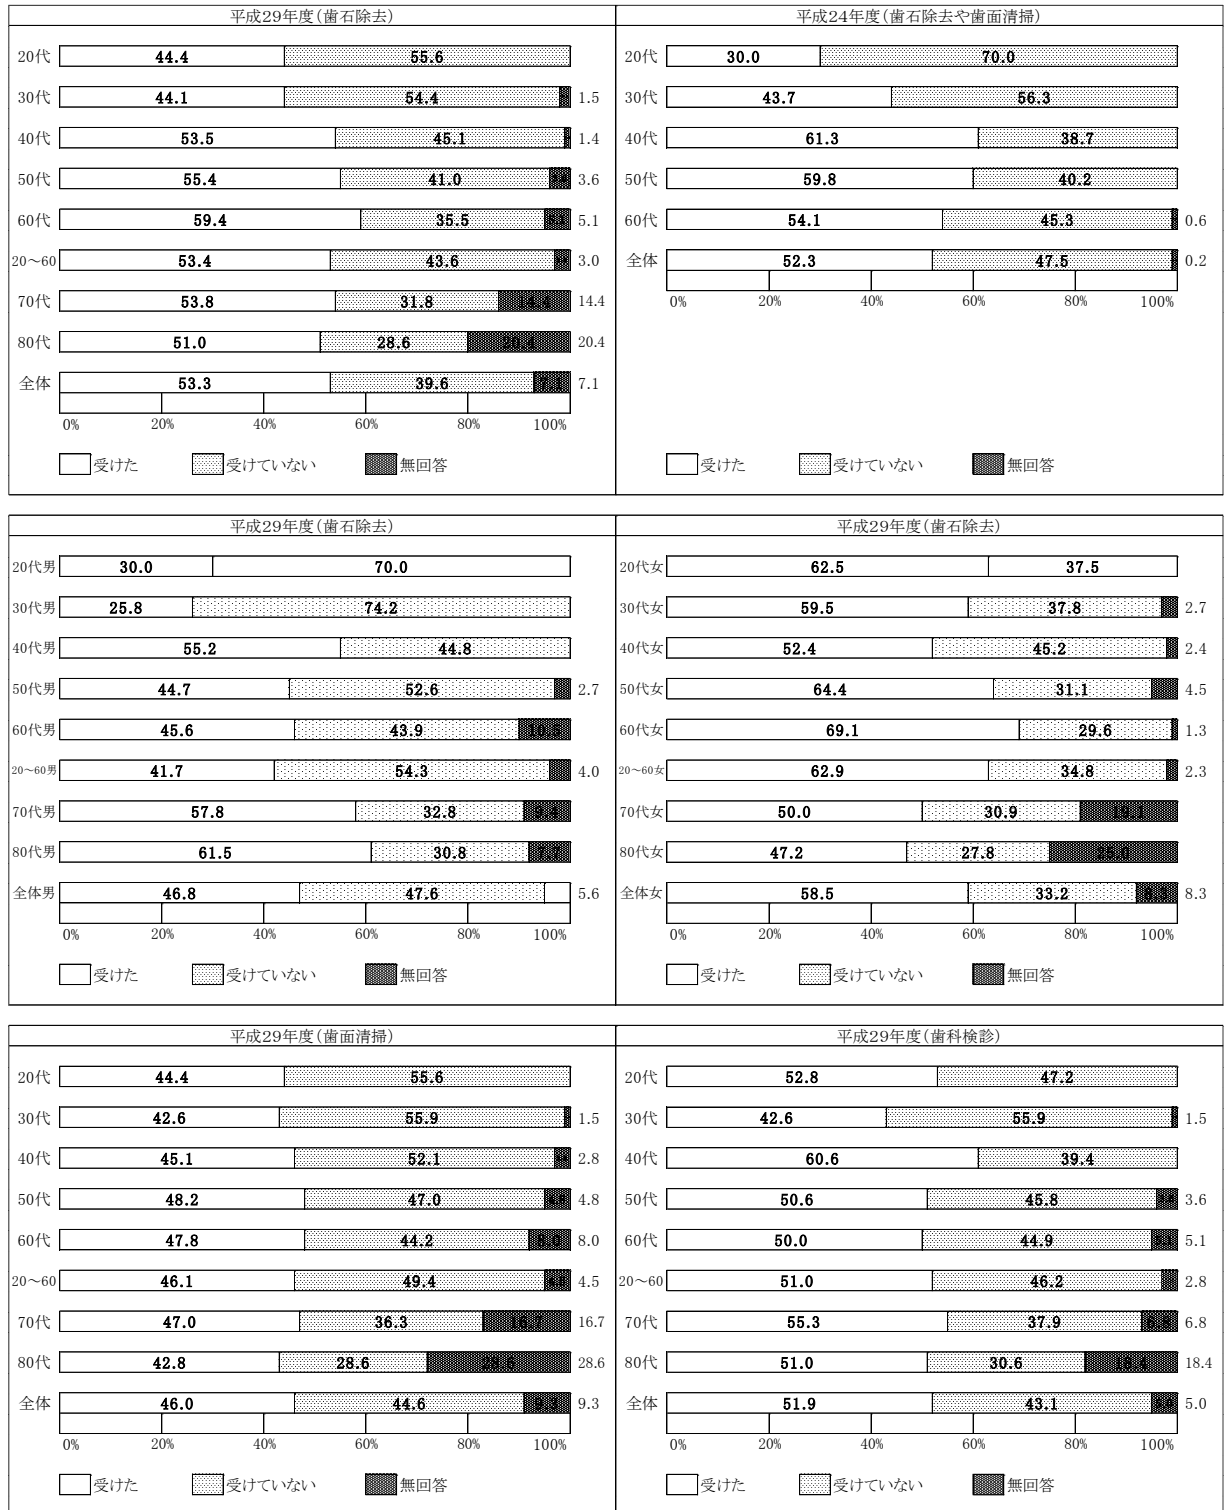 平成29年度（歯石除去）
20代 44.4 55.6
30代 44.1 54.4 1.5
40代 53.5 45.1 1.4
50代 55.4 41.0 3.6
60代 59.4 35.5 5.1 5.1
20～60 53.4 43.6 3.0
70代 53.8 31.8 14.4 14.4
80代 51.0 28.6 20.4 20.4
全体 53.3 39.6 7.1 7.1
0% 20% 40% 60% 80% 100%
受けた 受けていない 無回答
平成24年度（歯石除去や歯面清掃）
20代 30.0 70.0
30代 43.7 56.3
40代 61.3 38.7
50代 59.8 40.2
60代 54.1 45.3 0.6
全体 52.3 47.5 0.2
0% 20% 40% 60% 80% 100%
受けた 受けていない 無回答
平成29年度（歯石除去）
20代男 30.0 70.0
30代男 25.8 74.2
40代男 55.2 44.8
50代男 44.7 52.6 2.7
60代男 45.6 43.9 10.5
20～60男 41.7 54.3 4.0
70代男 57.8 32.8 9.4
80代男 61.5 30.8 7.7
全体男 46.8 47.6 5.6
0% 20% 40% 60% 80% 100%
受けた 受けていない 無回答
平成29年度（歯石除去）
20代女 62.5 37.5
30代女 59.5 37.8 2.7
40代女 52.4 45.2 2.4
50代女 64.4 31.1 4.5
60代女 69.1 29.6 1.3
20～60女 62.9 34.8 2.3
70代女 50.0 30.9 19.1
80代女 47.2 27.8 25.0
全体女 58.5 33.2 8.3 8.3
0% 20% 40% 60% 80% 100%
受けた 受けていない 無回答
平成29年度（歯面清掃）
20代 44.4 55.6
30代 42.6 55.9 1.5
40代 45.1 52.1 2.8
50代 48.2 47.0 4.8 4.8
60代 47.8 44.2 8.0 8.0
20～60 46.1 49.4 4.5 4.5
70代 47.0 36.3 16.7 16.7
80代 42.8 28.6 28.6 28.6
全体 46.0 44.6 9.3 9.3
0% 20% 40% 60% 80% 100%
受けた 受けていない 無回答
平成29年度（歯科検診）
20代 52.8 47.2
30代 42.6 55.9 1.5
40代 60.6 39.4
50代 50.6 45.8 3.6
60代 50.0 44.9 5.1 5.1
20～60 51.0 46.2 2.8
70代 55.3 37.9 6.8 6.8
80代 51.0 30.6 18.4 18.4
全体 51.9 43.1 5.0 5.0
0% 20% 40% 60% 80% 100%
受けた 受けていない 無回答